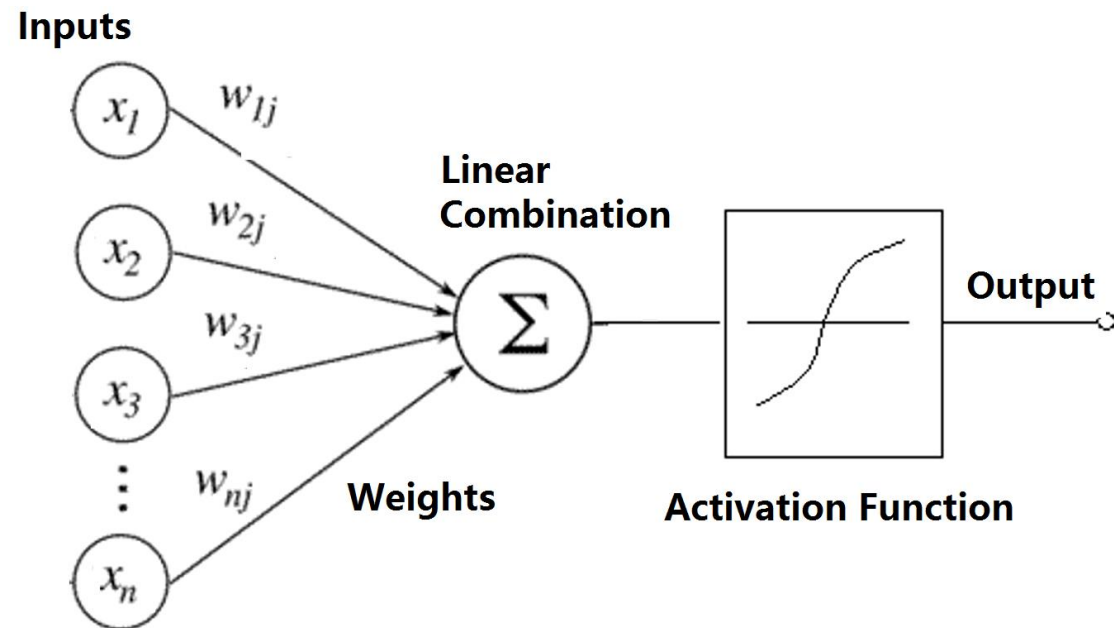 Inputs
x1
w1j
Linear
Combination
x2
w2j
Output
x3
w3j
Σ
⋮
wnj
Weights
Activation Function
xn